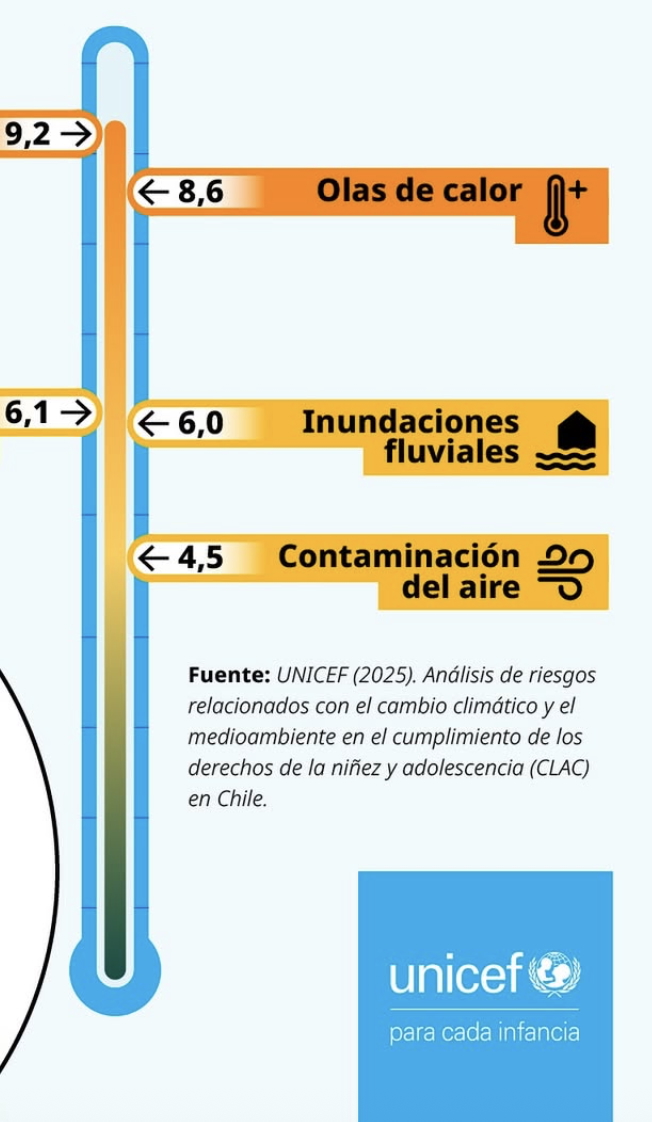 9,2 →
← 8,6 Olas de calor
6,1 →
← 6,0 Inundaciones
fluviales
← 4,5 Contaminación
del aire
Fuente: UNICEF (2025). Análisis de riesgos
relacionados con el cambio climático y el
medioambiente en el cumplimiento de los
derechos de la niñez y adolescencia (CLAC)
en Chile.
unicef
para cada infancia